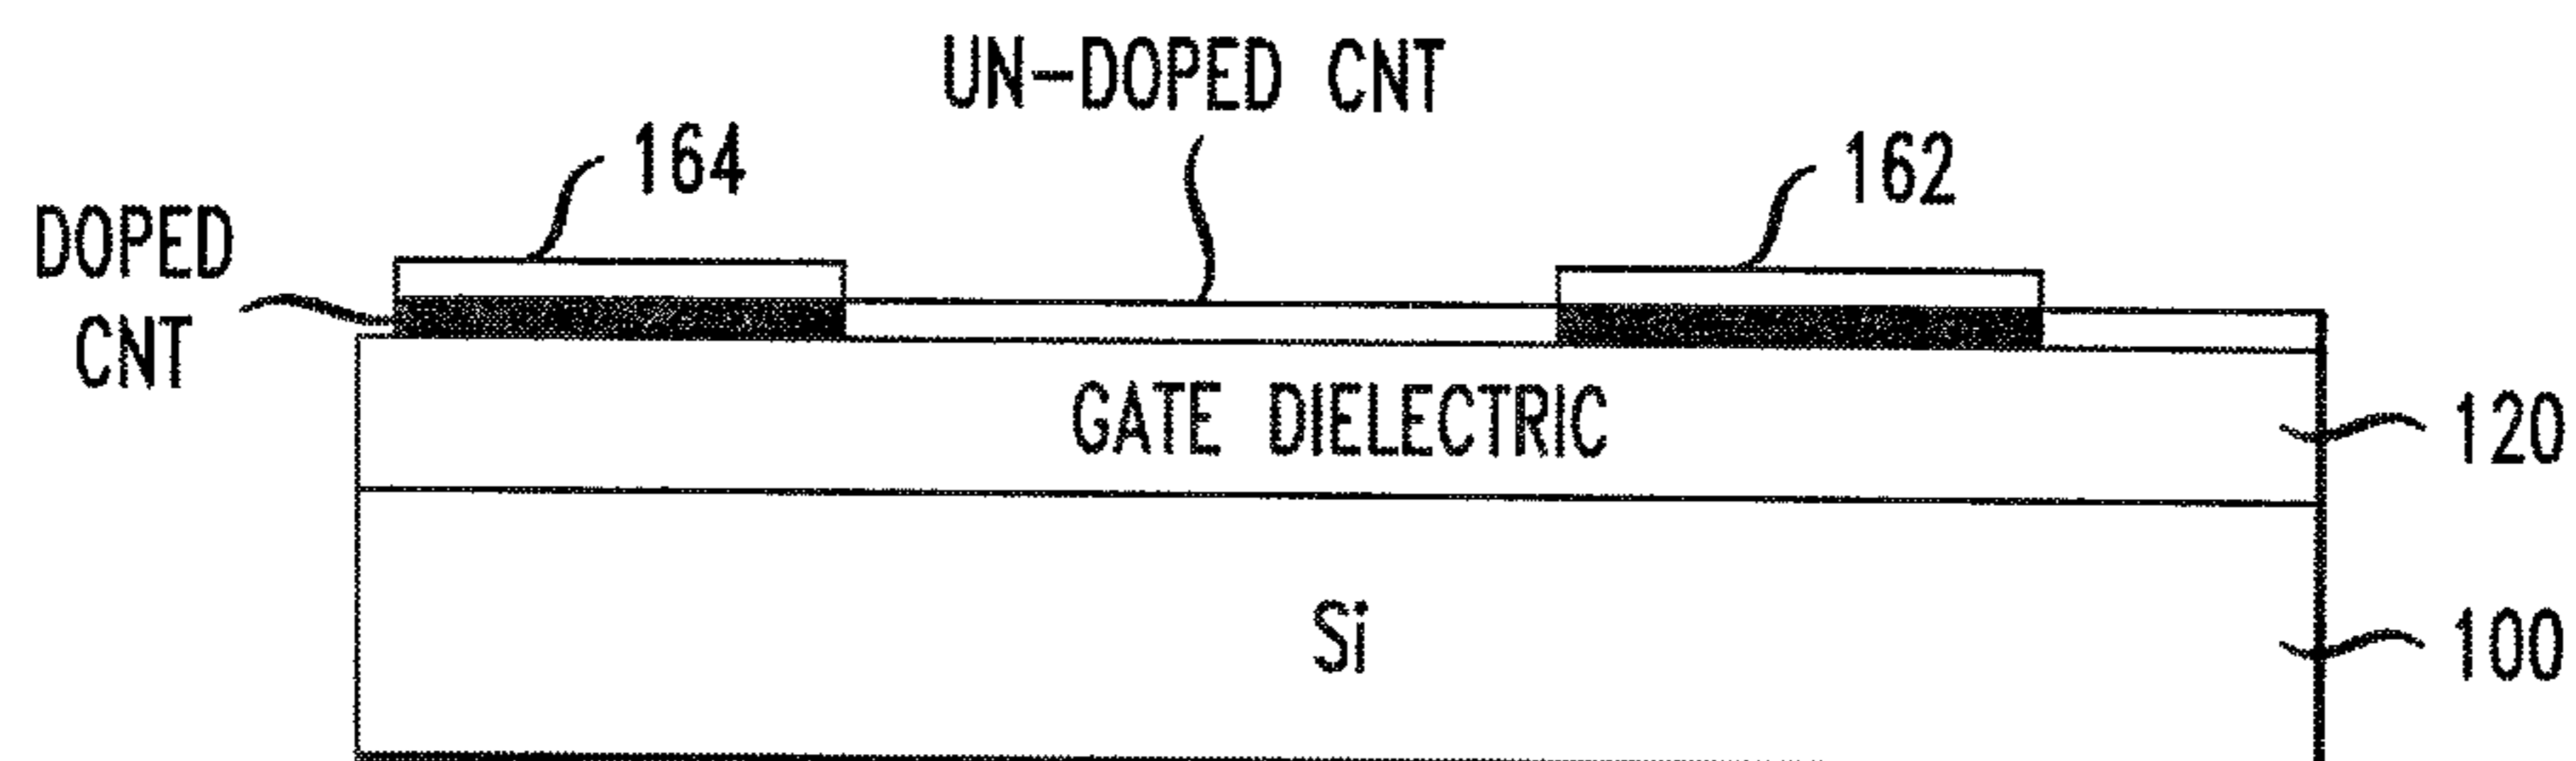 UN-DOPED CNT
164
162
DOPED
CNT
GATE DIELECTRIC
120
Si
100